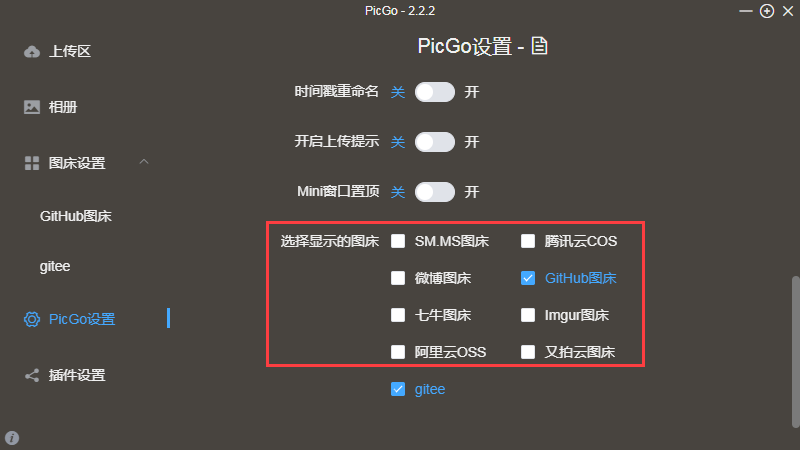 PicGo - 2.2.2
上传区
相册
图床设置
GitHub图床
gitee
PicGo设置
插件设置
PicGo设置 -
时间戳重命名 关 开
开启上传提示 关 开
Mini窗口置顶 关 开
选择显示的图床 SM.MS图床 腾讯云COS
微博图床 GitHub图床
七牛图床 Imgur图床
阿里云OSS 又拍云图床
gitee